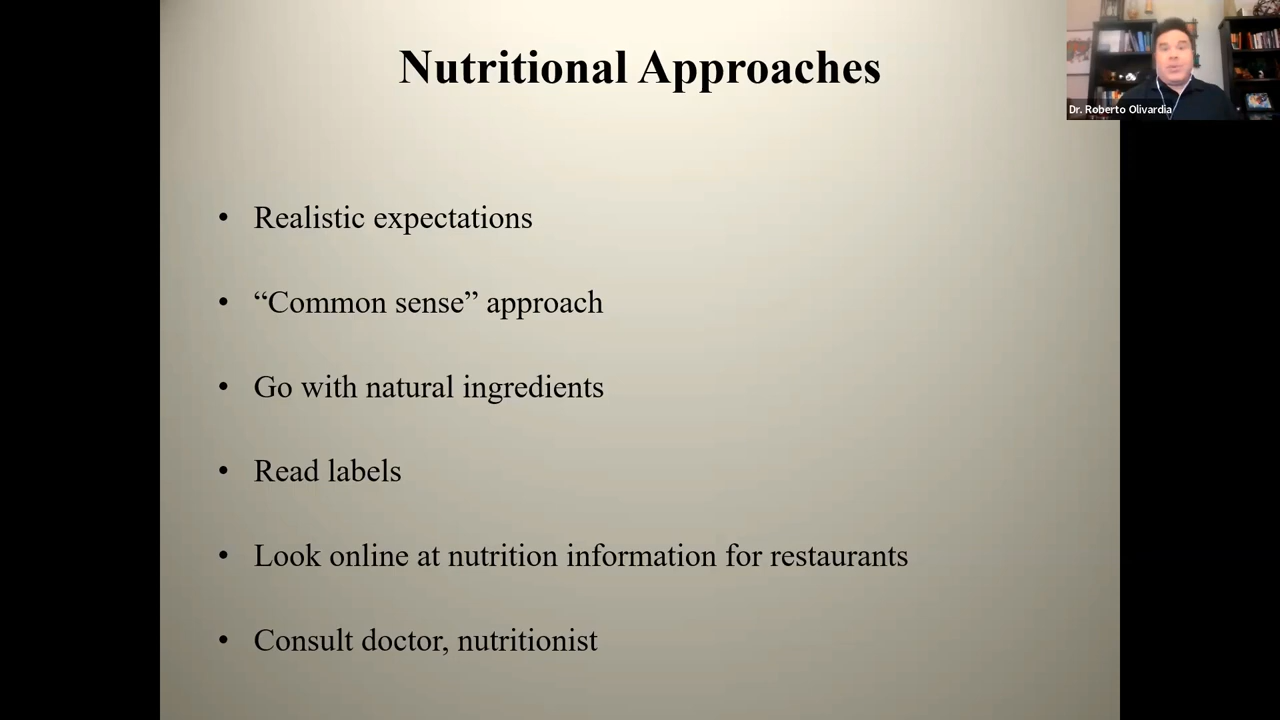 Nutritional Approaches
Dr. Roberto Olivardia
• Realistic expectations
• “Common sense” approach
• Go with natural ingredients
• Read labels
• Look online at nutrition information for restaurants
• Consult doctor, nutritionist